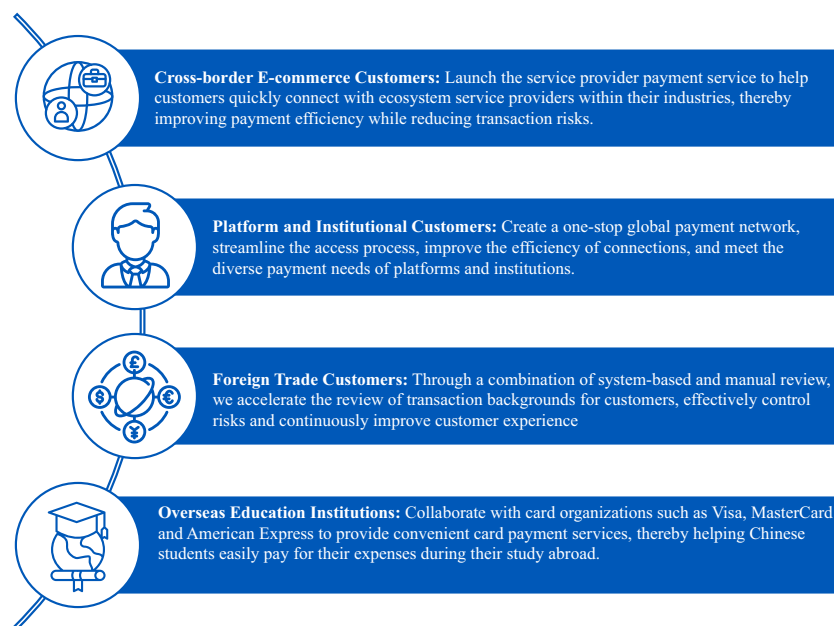 Cross-border E-commerce Customers: Launch the service provider payment service to help
customers quickly connect with ecosystem service providers within their industries, thereby
improving payment efficiency while reducing transaction risks.
Platform and Institutional Customers: Create a one-stop global payment network,
streamline the access process, improve the efficiency of connections, and meet the
diverse payment needs of platforms and institutions.
£
$
€
¥
Foreign Trade Customers: Through a combination of system-based and manual review,
we accelerate the review of transaction backgrounds for customers, effectively control
risks and continuously improve customer experience
Overseas Education Institutions: Collaborate with card organizations such as Visa, MasterCard
and American Express to provide convenient card payment services, thereby helping Chinese
students easily pay for their expenses during their study abroad.